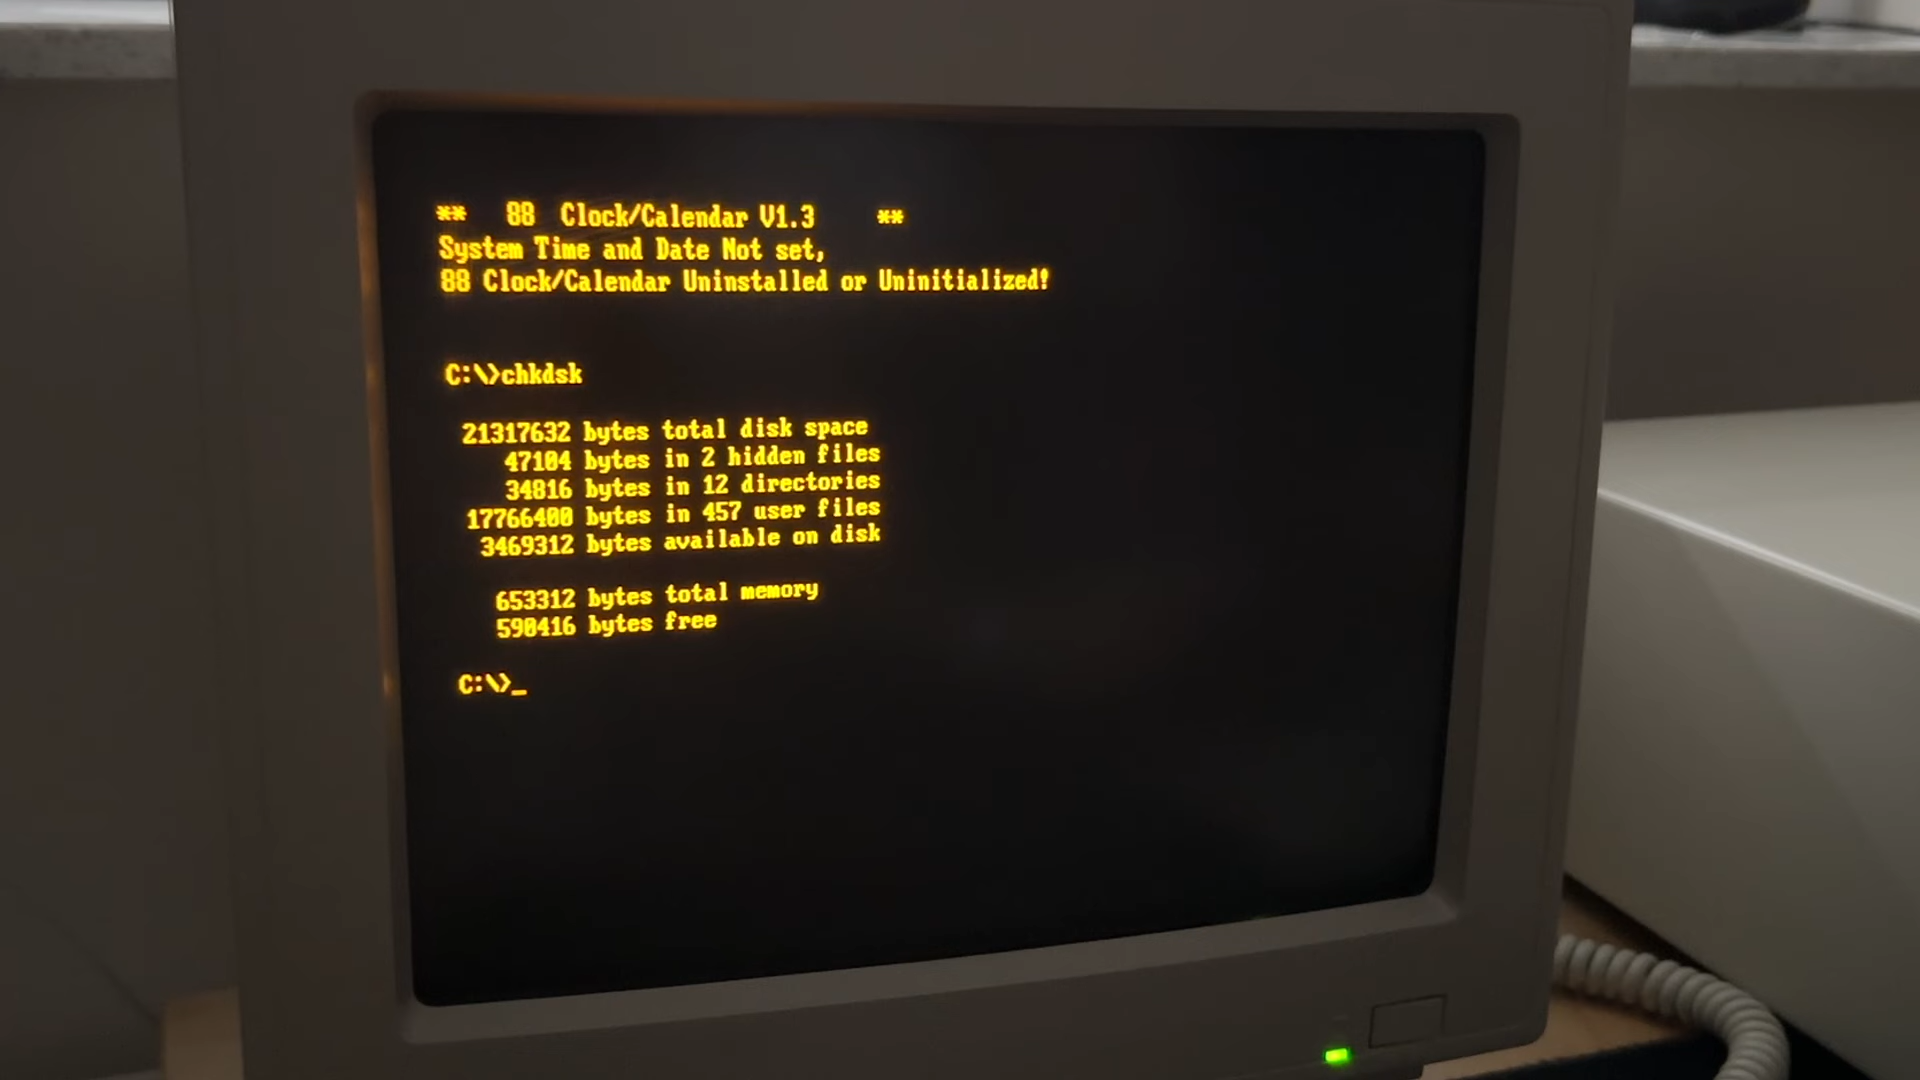 **   88  Clock/Calendar V1.3     **
System Time and Date Not set,
88 Clock/Calendar Uninstalled or Uninitialized!
C:\>chkdsk
21317632 bytes total disk space
47104 bytes in 2 hidden files
34816 bytes in 12 directories
17766400 bytes in 457 user files
3469312 bytes available on disk
653312 bytes total memory
590416 bytes free
C:\>_